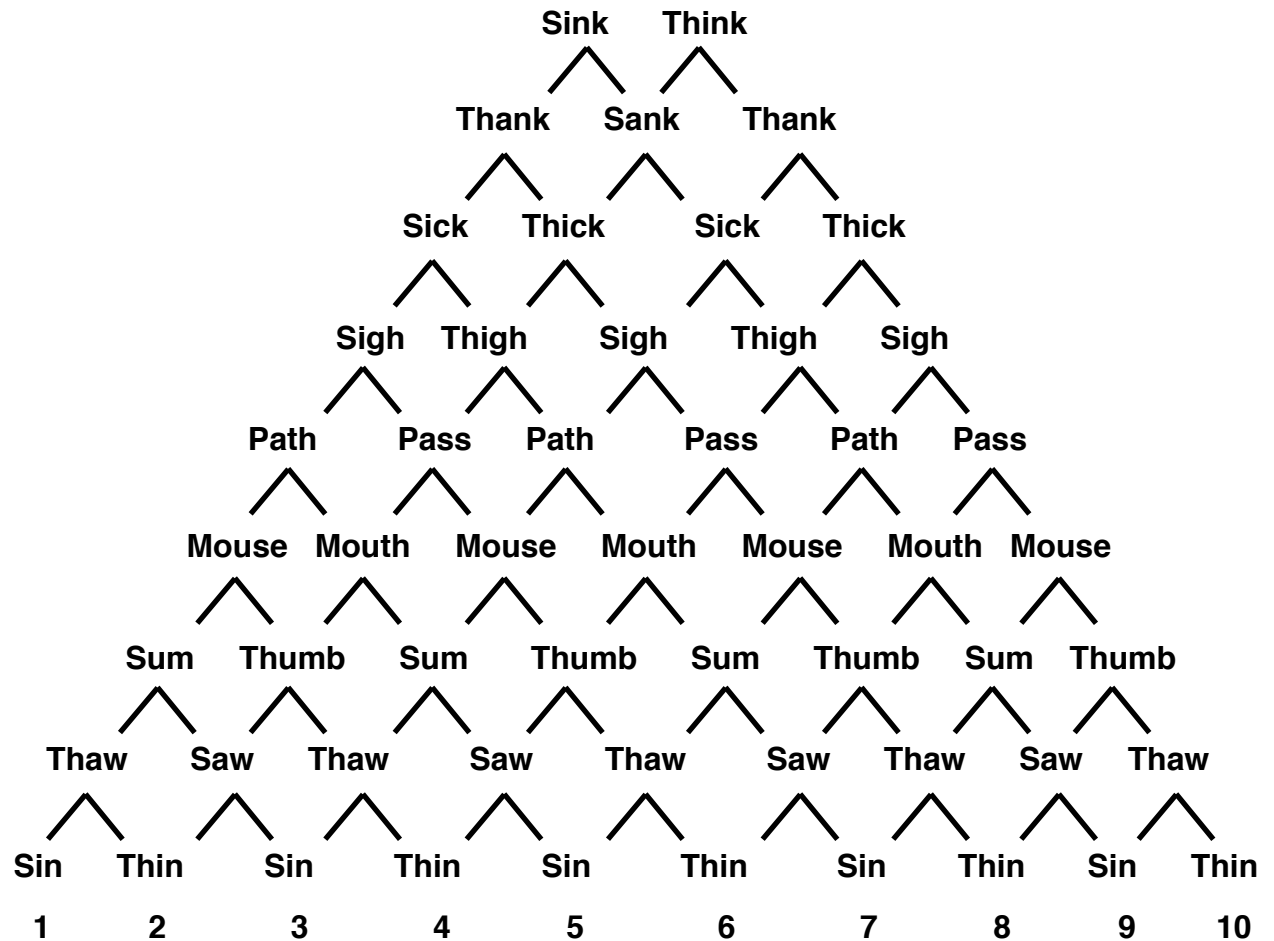 Sink Think
Thank Sank Thank
Sick Thick Sick Thick
Sigh Thigh Sigh Thigh Sigh
Path Pass Path Pass Path Pass
Mouse Mouth Mouse Mouth Mouse Mouth Mouse
Sum Thumb Sum Thumb Sum Thumb Sum Thumb
Thaw Saw Thaw Saw Thaw Saw Thaw Saw Thaw
Sin Thin Sin Thin Sin Thin Sin Thin Sin Thin
1 2 3 4 5 6 7 8 9 10